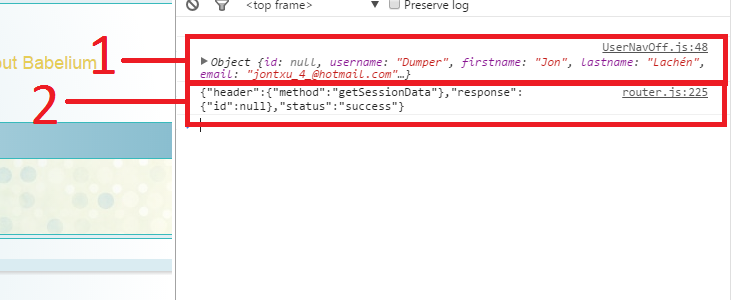 <top frame> ▼ Preserve log
out Babelium
1
UserNavOff.js:48
▶ Object {id: null, username: "Dumper", firstname: "Jon", lastname: "Lachén",
email: "jontxu_4_@hotmail.com"…}
2
{"header":{"method":"getSessionData"},"response": router.js:225
{"id":null},"status":"success"}